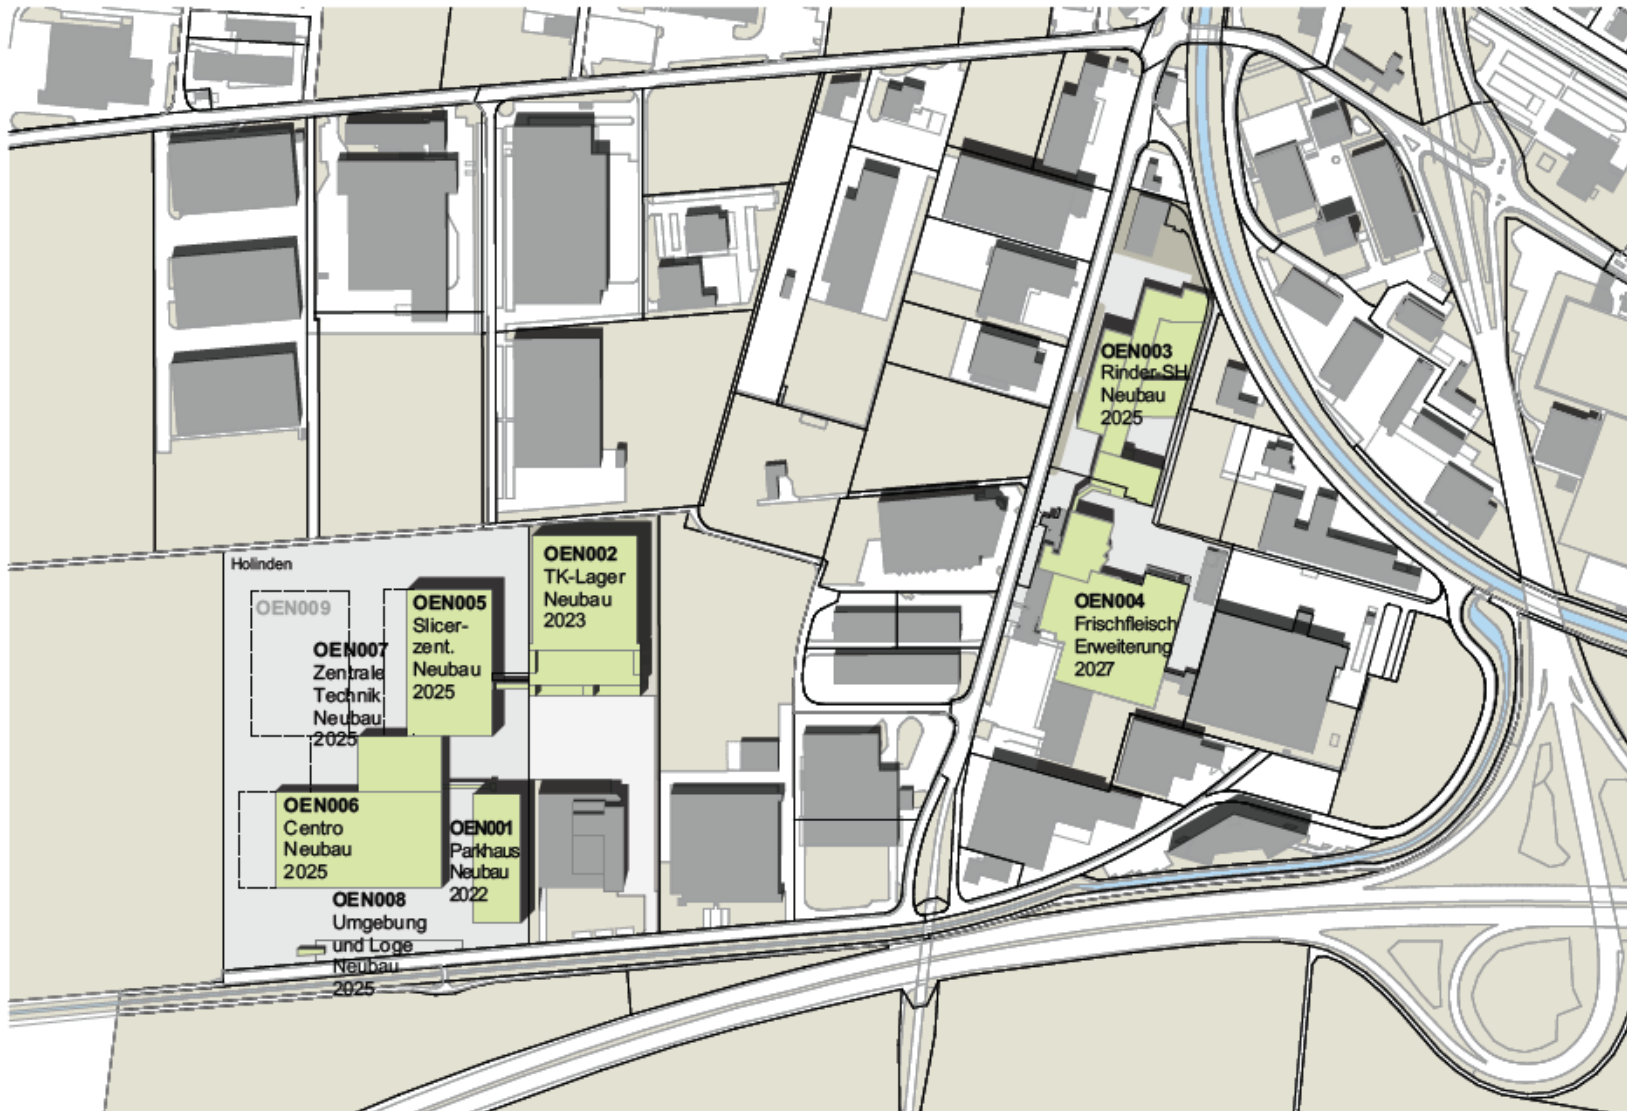 OEN003
Rinder-SH
Neubau
2025
Holinden
OEN002
TK-Lager
Neubau
2023
OEN009
OEN005
Slicer-
zent.
Neubau
2025
OEN007
Zentrale
Technik
Neubau
2025
OEN004
Frischfleisch
Erweiterung
2027
OEN006
Centro
Neubau
2025
OEN001
Parkhaus
Neubau
2022
OEN008
Umgebung
und Loge
Neubau
2025